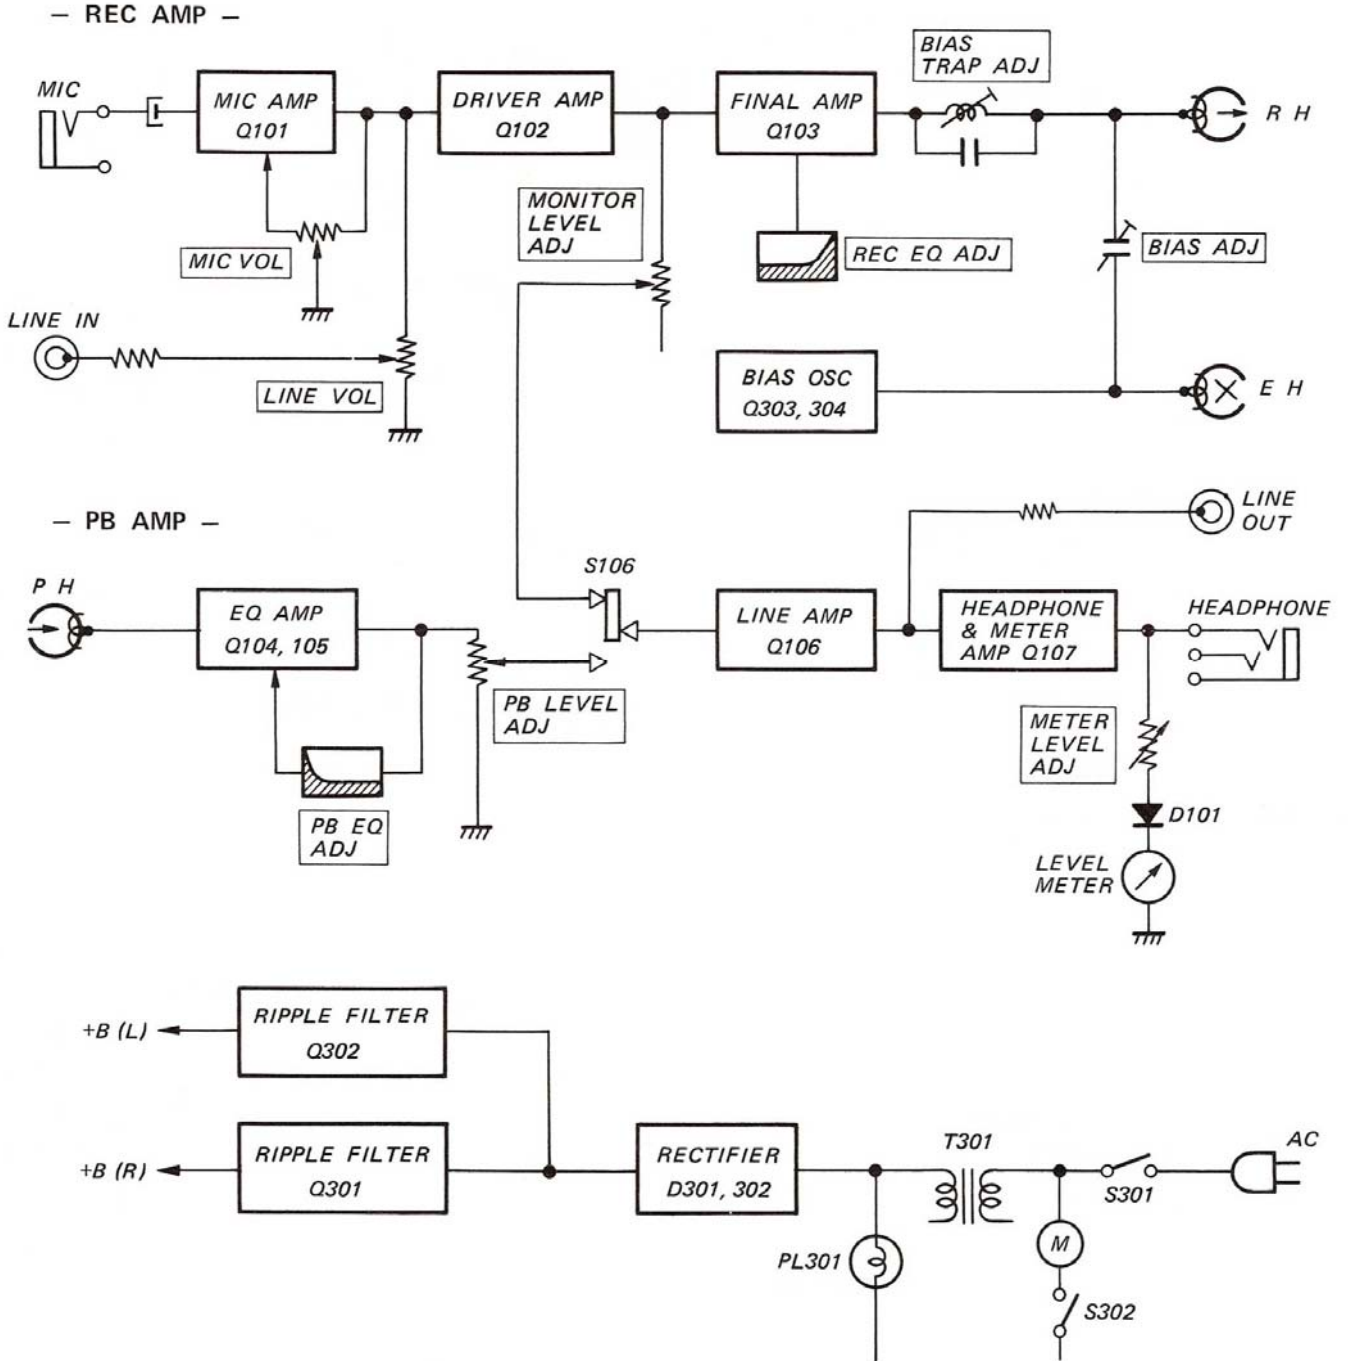 — REC AMP —
MIC
MIC AMP
Q101
DRIVER AMP
Q102
FINAL AMP
Q103
BIAS
TRAP ADJ
R H
MONITOR
LEVEL
ADJ
MIC VOL
REC EQ ADJ
BIAS ADJ
LINE IN
LINE VOL
BIAS OSC
Q303, 304
E H
— PB AMP —
LINE
OUT
P H
EQ AMP
Q104, 105
S106
LINE AMP
Q106
HEADPHONE
& METER
AMP Q107
HEADPHONE
PB LEVEL
ADJ
METER
LEVEL
ADJ
PB EQ
ADJ
D101
LEVEL
METER
+B (L)
RIPPLE FILTER
Q302
+B (R)
RIPPLE FILTER
Q301
RECTIFIER
D301, 302
T301
S301
AC
PL301
M
S302